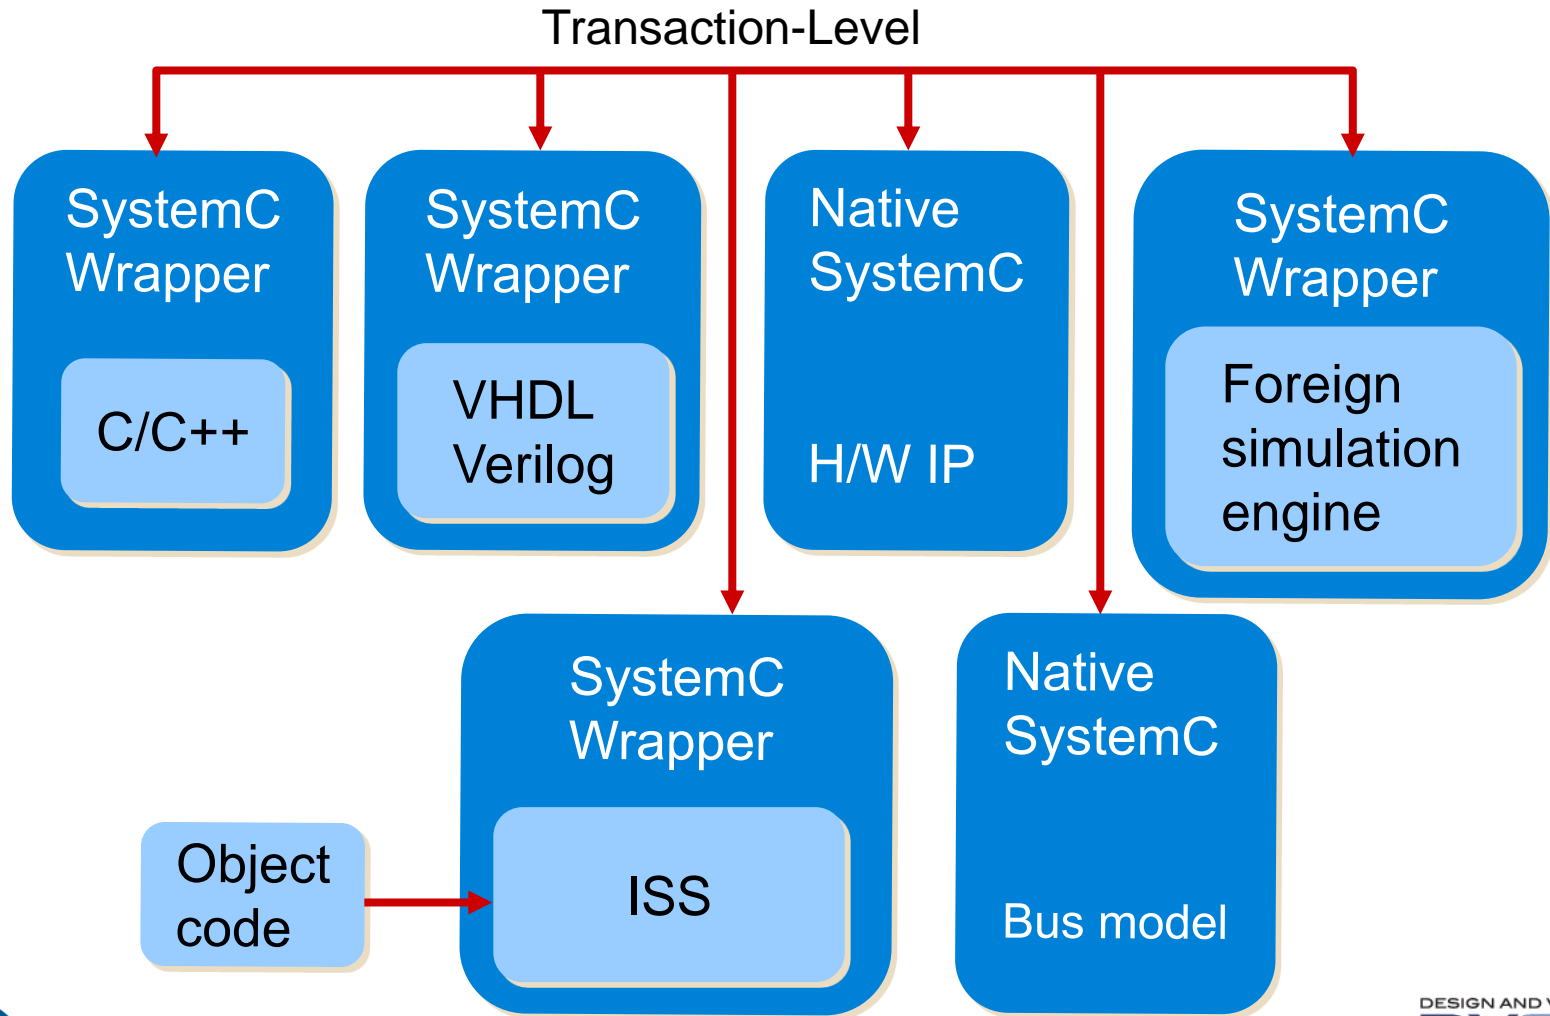 Transaction-Level
SystemC
Wrapper
C/C++
SystemC
Wrapper
VHDL
Verilog
Native
SystemC
H/W IP
SystemC
Wrapper
Foreign
simulation
engine
SystemC
Wrapper
ISS
Object
code
Native
SystemC
Bus model
DESIGN AND